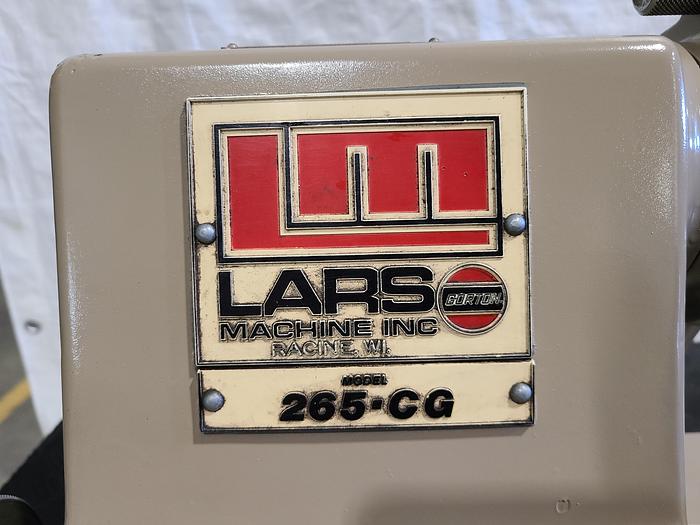 LARS
GORTON
MACHINE INC
RACINE, WI.
MODEL
265·CG